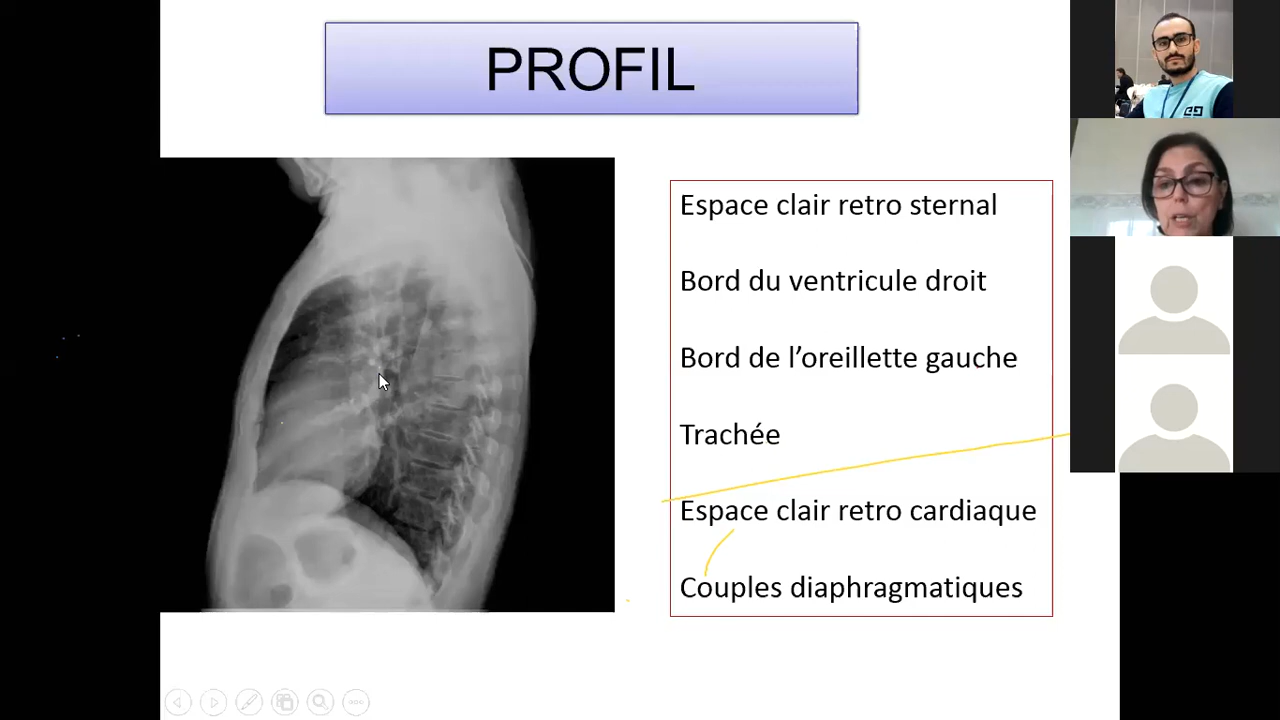 PROFIL
Espace clair retro sternal
Bord du ventricule droit
Bord de l’oreillette gauche
Trachée
Espace clair retro cardiaque
Couples diaphragmatiques